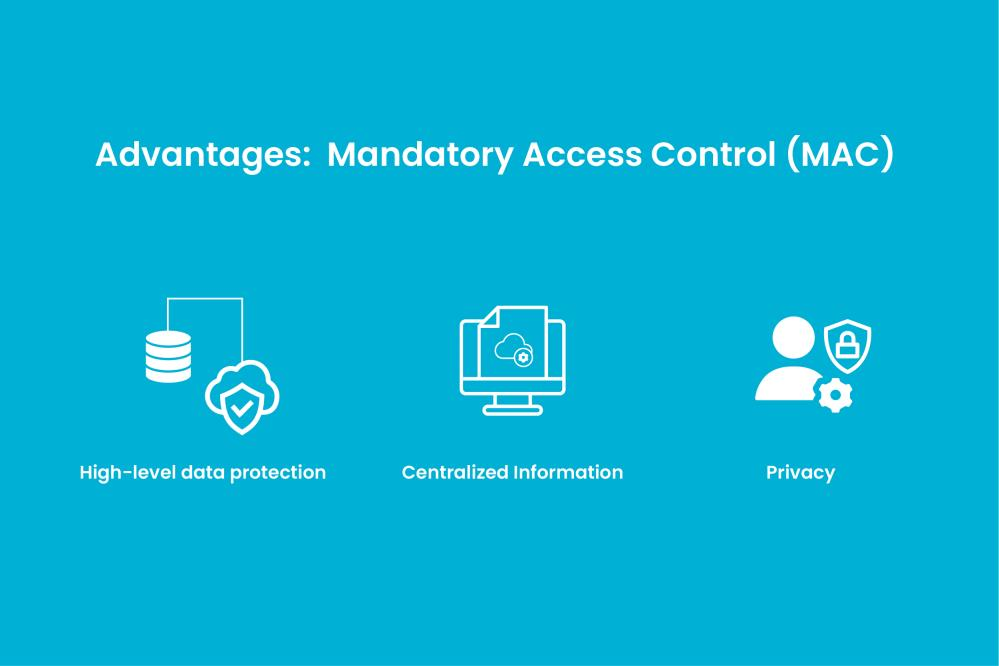 Advantages:  Mandatory Access Control (MAC)
High-level data protection
Centralized Information
Privacy